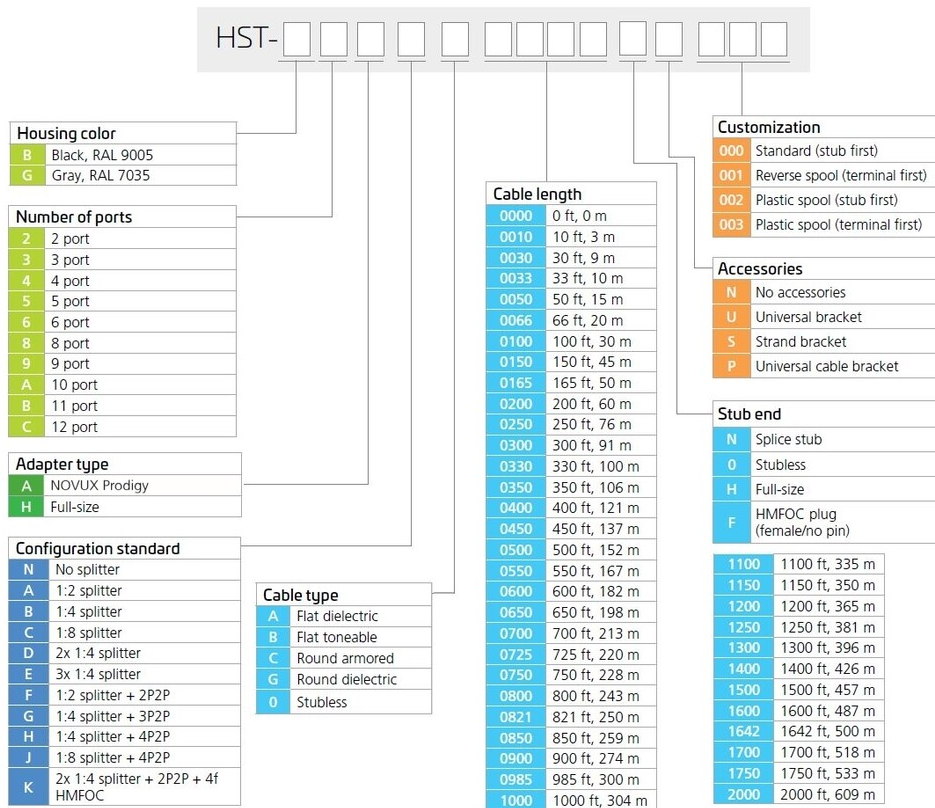 HST-
Housing color
B Black, RAL 9005
G Gray, RAL 7035
Number of ports
2 2 port
3 3 port
4 4 port
5 5 port
6 6 port
8 8 port
9 9 port
A 10 port
B 11 port
C 12 port
Adapter type
A NOVUX Prodigy
H Full-size
Configuration standard
N No splitter
A 1:2 splitter
B 1:4 splitter
C 1:8 splitter
D 2x 1:4 splitter
E 3x 1:4 splitter
F 1:2 splitter + 2P2P
G 1:4 splitter + 3P2P
H 1:4 splitter + 4P2P
J 1:8 splitter + 4P2P
K 2x 1:4 splitter + 2P2P + 4f
HMFOC
Cable type
A Flat dielectric
B Flat toneable
C Round armored
G Round dielectric
0 Stubless
Cable length
0000 0 ft, 0 m
0010 10 ft, 3 m
0030 30 ft, 9 m
0033 33 ft, 10 m
0050 50 ft, 15 m
0066 66 ft, 20 m
0100 100 ft, 30 m
0150 150 ft, 45 m
0165 165 ft, 50 m
0200 200 ft, 60 m
0250 250 ft, 76 m
0300 300 ft, 91 m
0330 330 ft, 100 m
0350 350 ft, 106 m
0400 400 ft, 121 m
0450 450 ft, 137 m
0500 500 ft, 152 m
0550 550 ft, 167 m
0600 600 ft, 182 m
0650 650 ft, 198 m
0700 700 ft, 213 m
0725 725 ft, 220 m
0750 750 ft, 228 m
0800 800 ft, 243 m
0821 821 ft, 250 m
0850 850 ft, 259 m
0900 900 ft, 274 m
0985 985 ft, 300 m
1000 1000 ft, 304 m
Customization
000 Standard (stub first)
001 Reverse spool (terminal first)
002 Plastic spool (stub first)
003 Plastic spool (terminal first)
Accessories
N No accessories
U Universal bracket
S Strand bracket
P Universal cable bracket
Stub end
N Splice stub
0 Stubless
H Full-size
F HMFOC plug
(female/no pin)
1100 1100 ft, 335 m
1150 1150 ft, 350 m
1200 1200 ft, 365 m
1250 1250 ft, 381 m
1300 1300 ft, 396 m
1400 1400 ft, 426 m
1500 1500 ft, 457 m
1600 1600 ft, 487 m
1642 1642 ft, 500 m
1700 1700 ft, 518 m
1750 1750 ft, 533 m
2000 2000 ft, 609 m